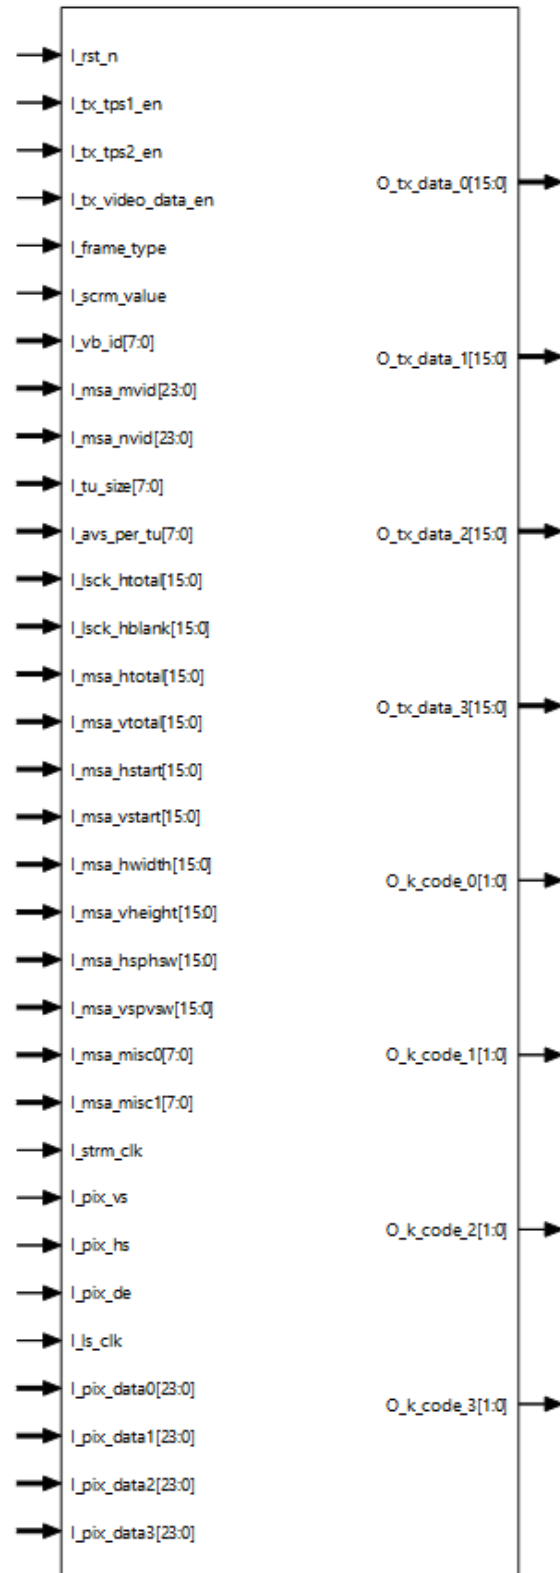 I_rst_n
I_tx_tps1_en
I_tx_tps2_en
I_tx_video_data_en
I_frame_type
I_scrm_value
I_vb_id[7:0]
I_msa_mvid[23:0]
I_msa_nvid[23:0]
I_tu_size[7:0]
I_avs_per_tu[7:0]
I_lsck_htotal[15:0]
I_lsck_hblank[15:0]
I_msa_htotal[15:0]
I_msa_vtotal[15:0]
I_msa_hstart[15:0]
I_msa_vstart[15:0]
I_msa_hwidth[15:0]
I_msa_vheight[15:0]
I_msa_hsphsw[15:0]
I_msa_vspvsw[15:0]
I_msa_misc0[7:0]
I_msa_misc1[7:0]
I_strm_clk
I_pix_vs
I_pix_hs
I_pix_de
I_ls_clk
I_pix_data0[23:0]
I_pix_data1[23:0]
I_pix_data2[23:0]
I_pix_data3[23:0]
O_tx_data_0[15:0]
O_tx_data_1[15:0]
O_tx_data_2[15:0]
O_tx_data_3[15:0]
O_k_code_0[1:0]
O_k_code_1[1:0]
O_k_code_2[1:0]
O_k_code_3[1:0]